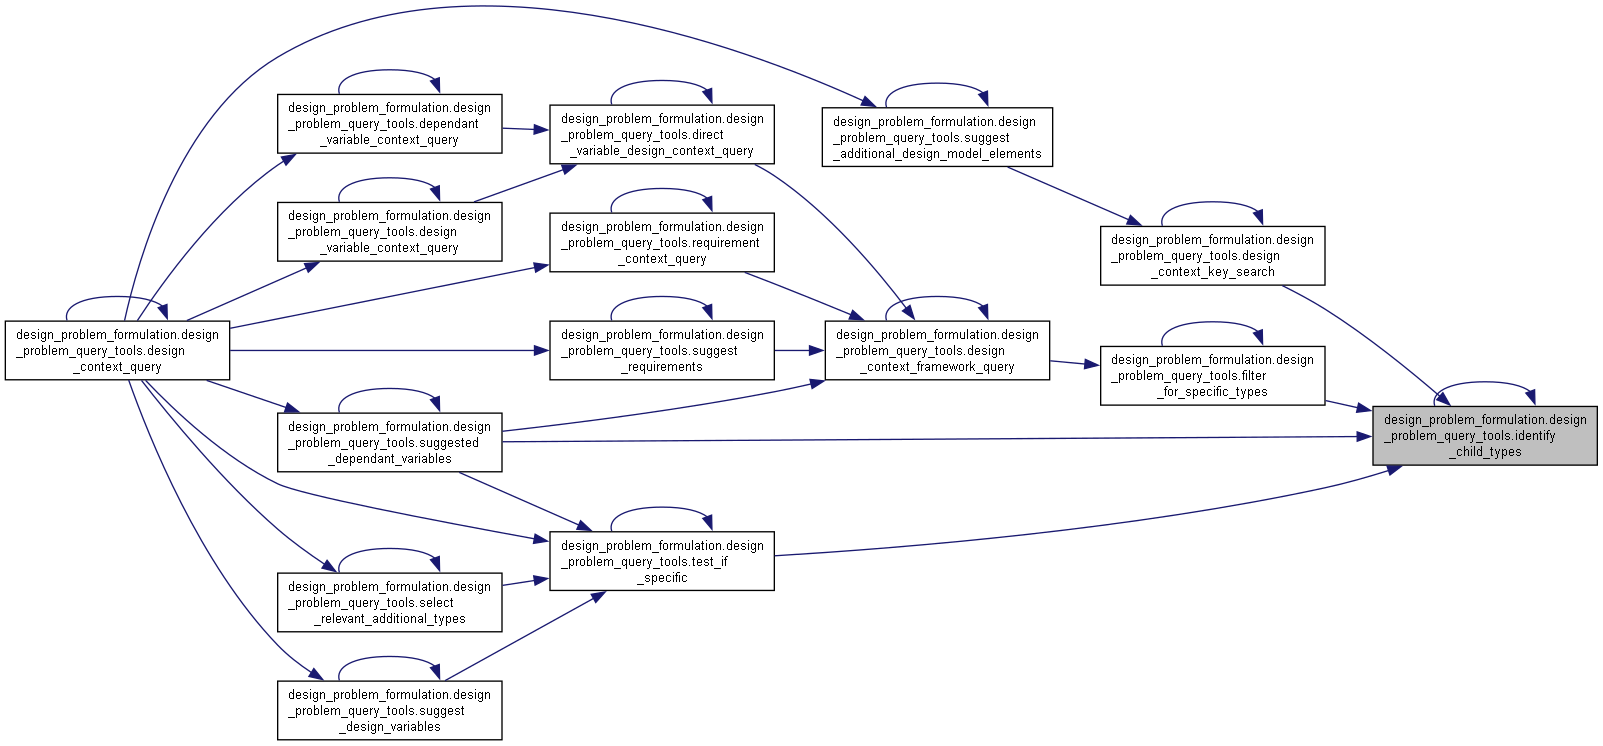 design_problem_formulation.design
_problem_query_tools.dependant
_variable_context_query
design_problem_formulation.design
_problem_query_tools.direct
_variable_design_context_query
design_problem_formulation.design
_problem_query_tools.suggest
_additional_design_model_elements
design_problem_formulation.design
_problem_query_tools.design
_variable_context_query
design_problem_formulation.design
_problem_query_tools.requirement
_context_query
design_problem_formulation.design
_problem_query_tools.design
_context_key_search
design_problem_formulation.design
_problem_query_tools.design
_context_query
design_problem_formulation.design
_problem_query_tools.suggest
_requirements
design_problem_formulation.design
_problem_query_tools.design
_context_framework_query
design_problem_formulation.design
_problem_query_tools.filter
_for_specific_types
design_problem_formulation.design
_problem_query_tools.suggested
_dependant_variables
design_problem_formulation.design
_problem_query_tools.identify
_child_types
design_problem_formulation.design
_problem_query_tools.test_if
_specific
design_problem_formulation.design
_problem_query_tools.select
_relevant_additional_types
design_problem_formulation.design
_problem_query_tools.suggest
_design_variables